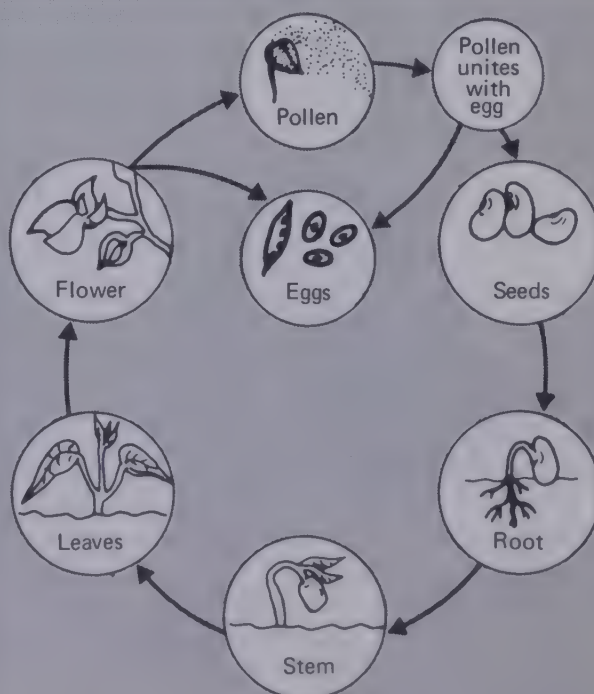 Pollen
Pollen
unites
with
egg
Flower
Eggs
Seeds
Leaves
Root
Stem